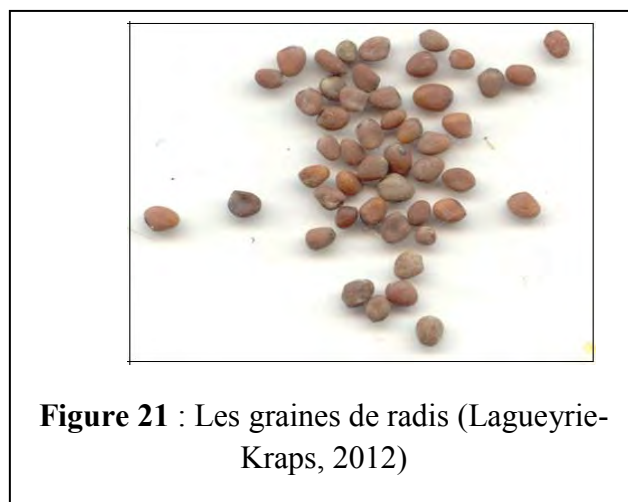 Figure 21 : Les graines de radis (Lagueyrie-
Kraps, 2012)